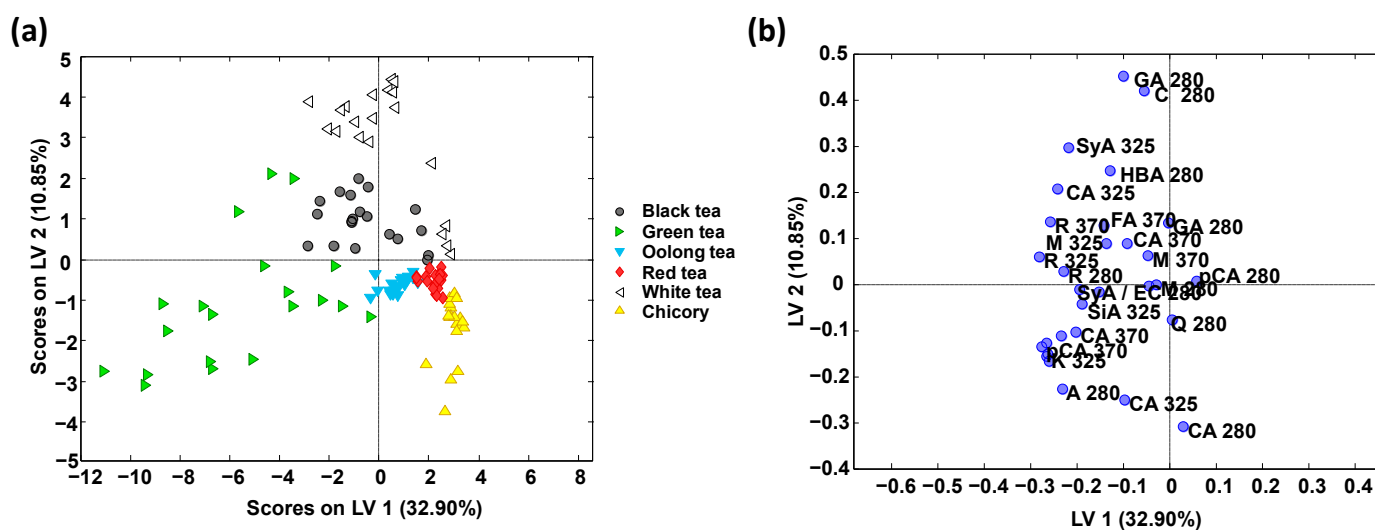 (a)
5
4
3
2
1
0
−1
−2
−3
−4
−5
Scores on LV 2 (10.85%)
−12 −10 −8 −6 −4 −2 0 2 4 6 8
Scores on LV 1 (32.90%)
Black tea
Green tea
Oolong tea
Red tea
White tea
Chicory
(b)
0.5
0.4
0.3
0.2
0.1
0
−0.1
−0.2
−0.3
−0.4
LV 2 (10.85%)
GA 280
C 280
SyA 325
HBA 280
CA 325
R 370
FA 370
GA 280
M 325
CA 370
R 325
M 370
R 280
pCA 280
SyA / EC 280
M 280
SiA 325
Q 280
CA 370
pCA 370
K 325
A 280
CA 325
CA 280
−0.6 −0.5 −0.4 −0.3 −0.2 −0.1 0 0.1 0.2 0.3 0.4
LV 1 (32.90%)